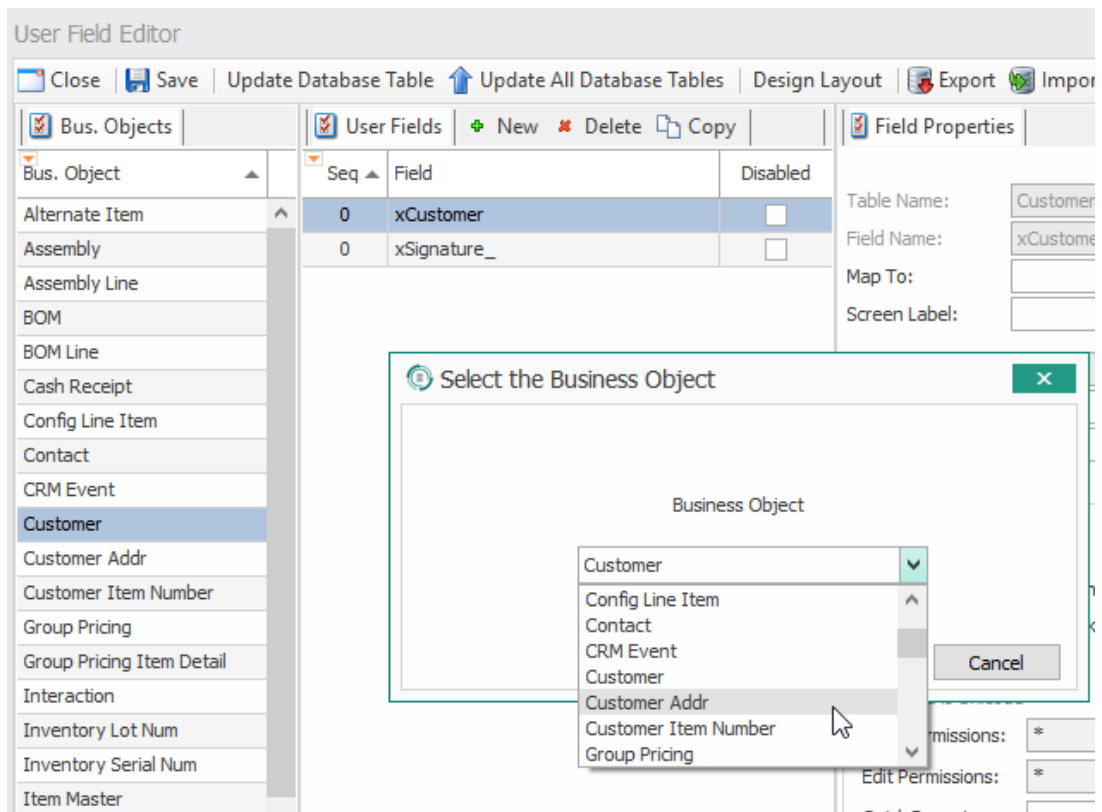 User Field Editor
Close Save Update Database Table Update All Database Tables Design Layout Export Impor
Bus. Objects User Fields New Delete Copy Field Properties
Bus. Object Seq Field Disabled
Alternate Item
Assembly
Assembly Line
BOM
BOM Line
Cash Receipt
Config Line Item
Contact
CRM Event
Customer
Customer Addr
Customer Item Number
Group Pricing
Group Pricing Item Detail
Interaction
Inventory Lot Num
Inventory Serial Num
Item Master
0 xCustomer
0 xSignature_
Table Name: Customer
Field Name: xCustome
Map To:
Screen Label:
Select the Business Object
Business Object
Customer
Config Line Item
Contact
CRM Event
Customer
Customer Addr
Customer Item Number
Group Pricing
Cancel
rmissions: *
Edit Permissions: *